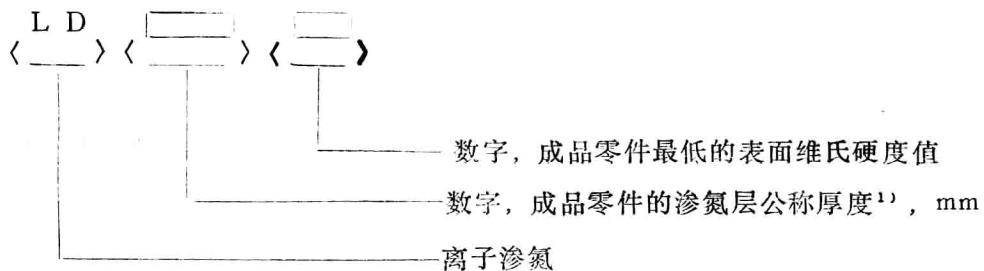 L D
〈 〉〈 〉〈 〉
数字，成品零件最低的表面维氏硬度值
数字，成品零件的渗氮层公称厚度¹⁾，mm
离子渗氮